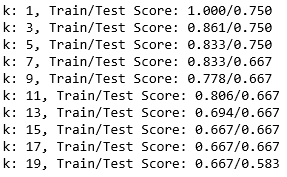 k: 1, Train/Test Score: 1.000/0.750
k: 3, Train/Test Score: 0.861/0.750
k: 5, Train/Test Score: 0.833/0.750
k: 7, Train/Test Score: 0.833/0.667
k: 9, Train/Test Score: 0.778/0.667
k: 11, Train/Test Score: 0.806/0.667
k: 13, Train/Test Score: 0.694/0.667
k: 15, Train/Test Score: 0.667/0.667
k: 17, Train/Test Score: 0.667/0.667
k: 19, Train/Test Score: 0.667/0.583